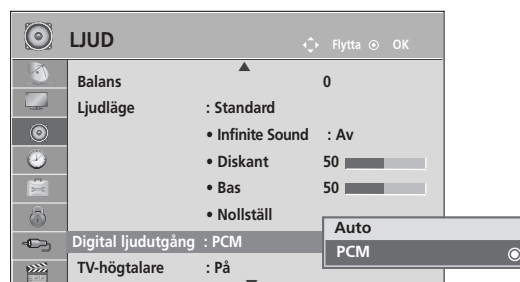 LJUD
Flytta OK
Balans 0
Ljudläge : Standard
• Infinite Sound : Av
• Diskant 50
• Bas 50
• Nollställ
Digital ljudutgång : PCM
TV-högtalare : På
Auto
PCM